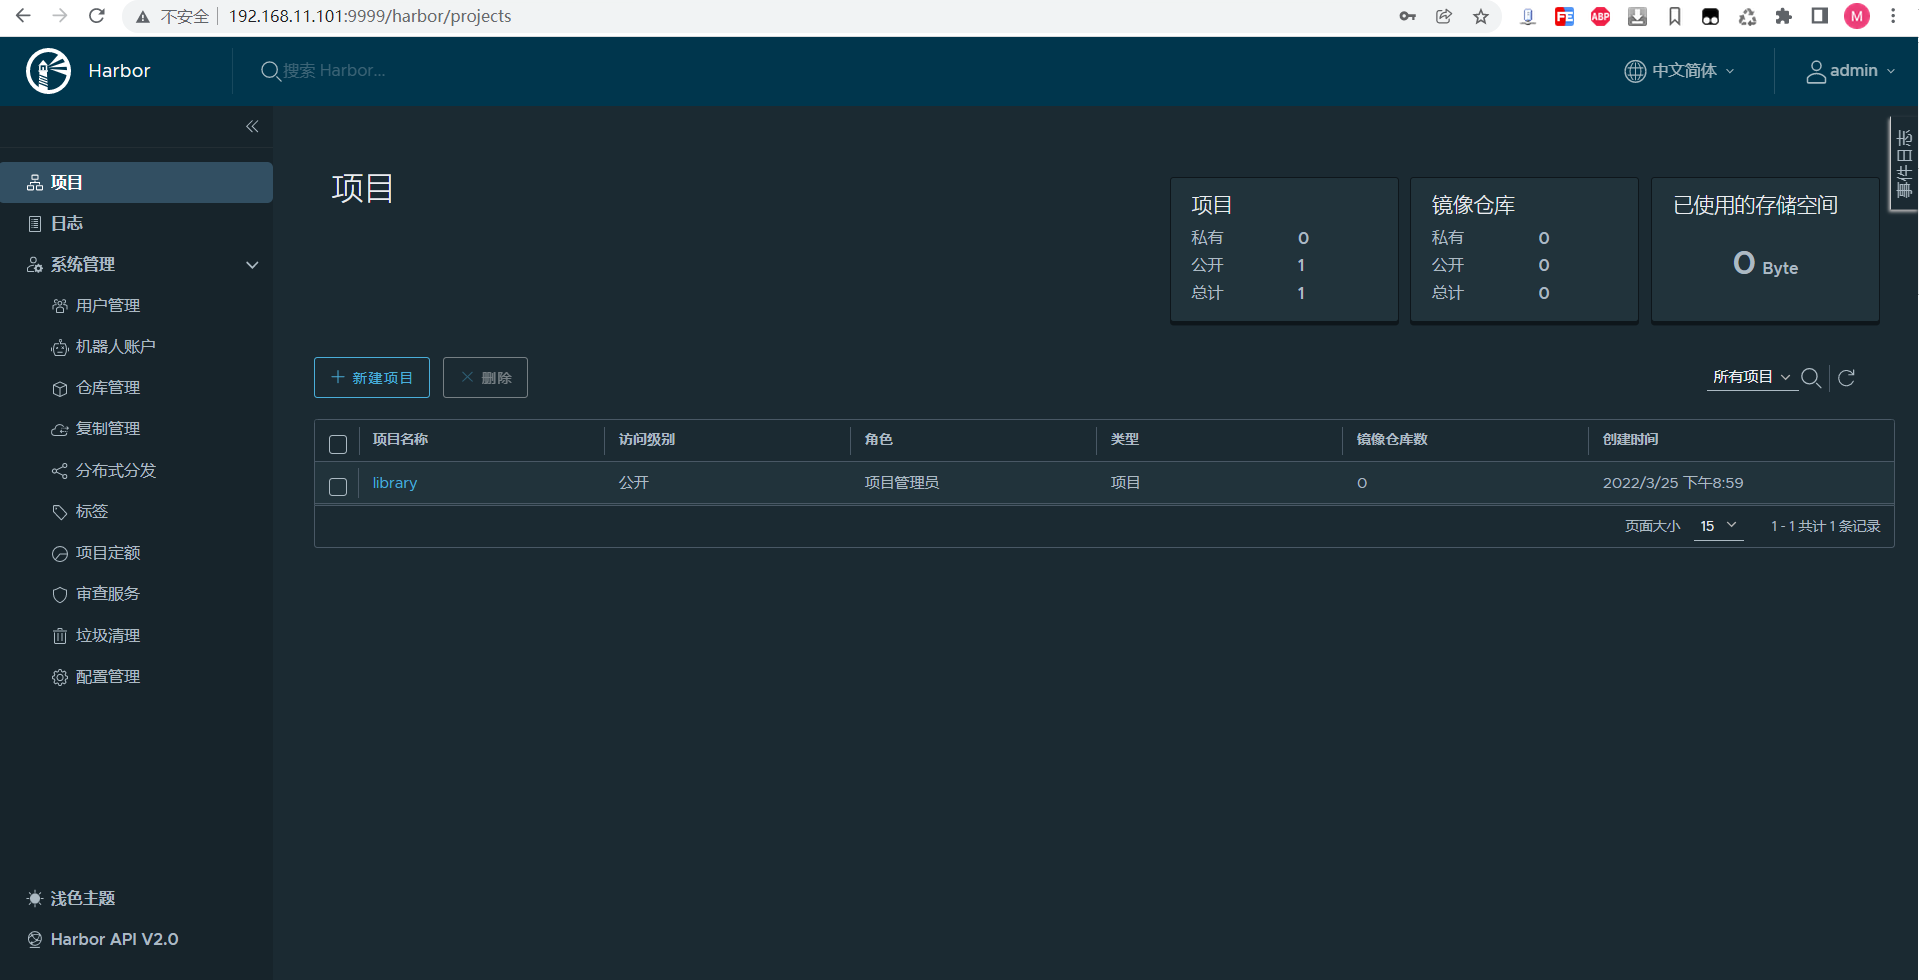 不安全 192.168.11.101:9999/harbor/projects
FE
ABP
M
Harbor
搜索 Harbor...
中文简体
admin
事件日志
项目
日志
系统管理
用户管理
机器人账户
仓库管理
复制管理
分布式分发
标签
项目定额
审查服务
垃圾清理
配置管理
浅色主题
Harbor API V2.0
项目
项目
私有 0
公开 1
总计 1
镜像仓库
私有 0
公开 0
总计 0
已使用的存储空间
0 Byte
新建项目
删除
所有项目
项目名称 访问级别 角色 类型 镜像仓库数 创建时间
library 公开 项目管理员 项目 0 2022/3/25 下午8:59
页面大小 15 1 - 1 共计 1 条记录